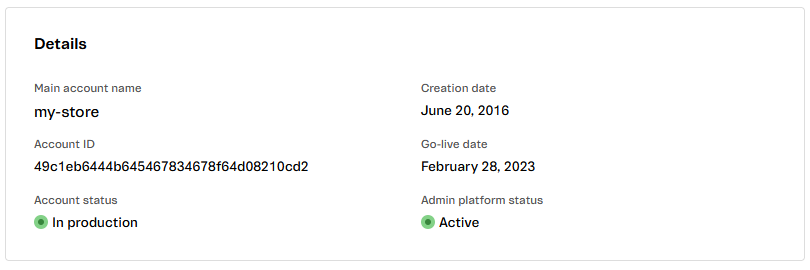 Details
Main account name
my-store
Creation date
June 20, 2016
Account ID
49c1eb6444b645467834678f64d08210cd2
Go-live date
February 28, 2023
Account status
In production
Admin platform status
Active